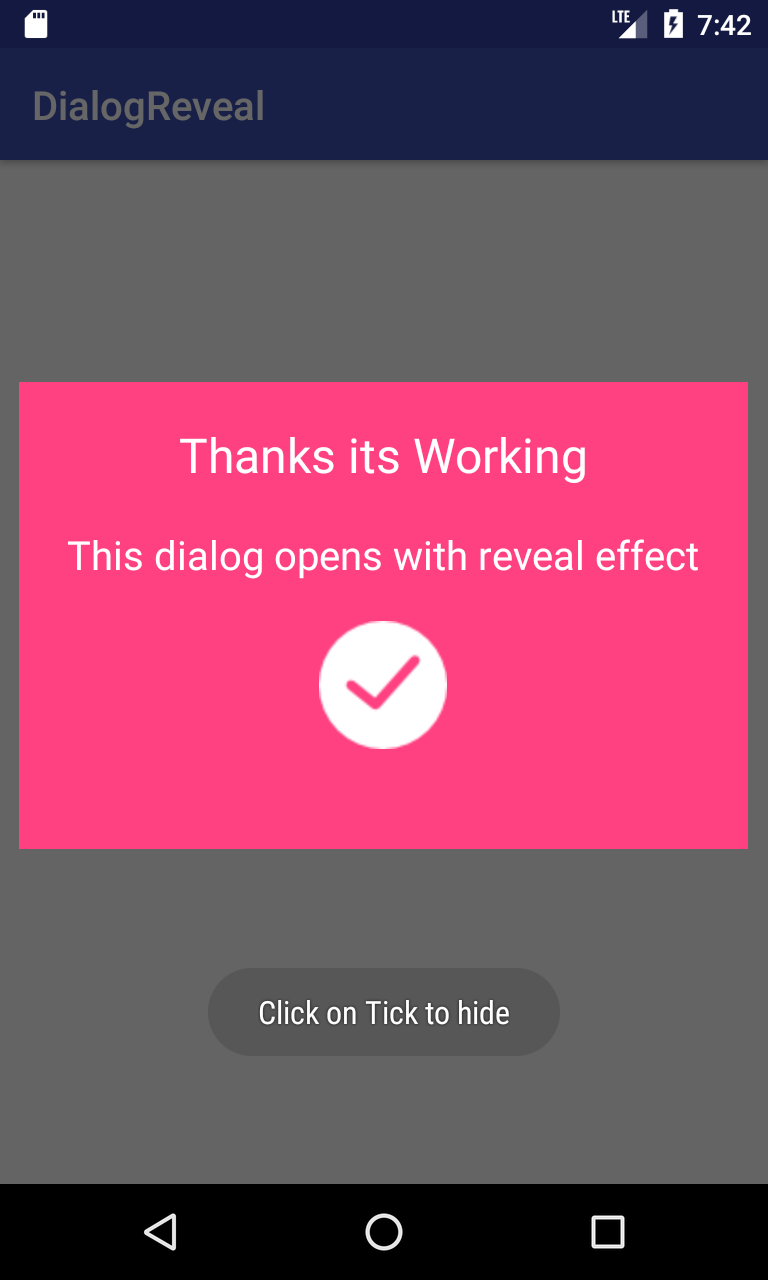 LTE 7:42
DialogReveal
Thanks its Working
This dialog opens with reveal effect
Click on Tick to hide